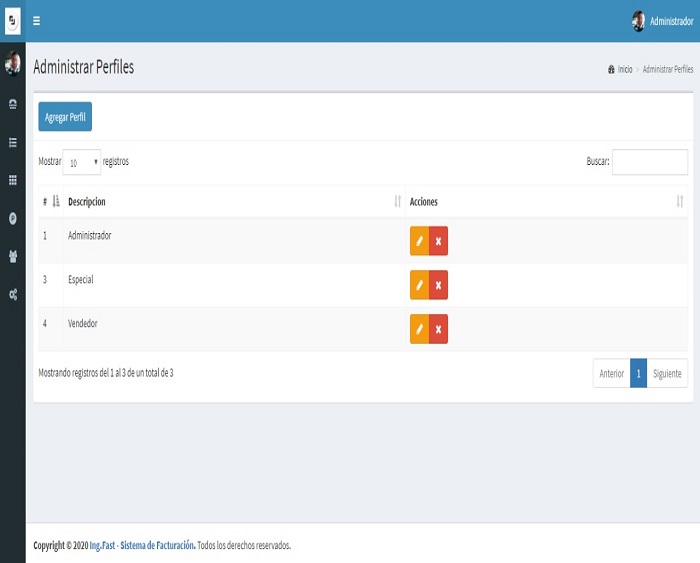 Administrador
Administrar Perfiles
Inicio > Administrar Perfiles
Agregar Perfil
Mostrar 10 registros
Buscar:
# Descripcion Acciones
1 Administrador
3 Especial
4 Vendedor
Mostrando registros del 1 al 3 de un total de 3
Anterior 1 Siguiente
Copyright © 2020 Ing.Fast - Sistema de Facturación. Todos los derechos reservados.